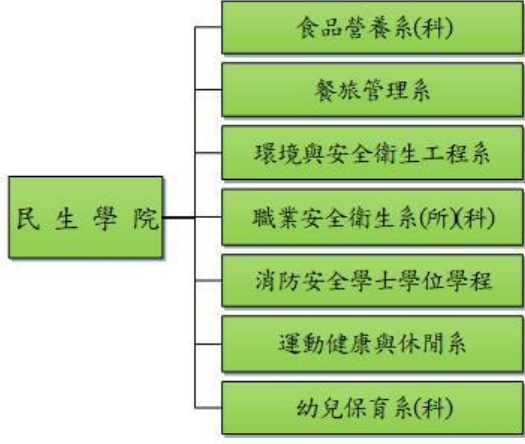 食品營養系(科)
餐旅管理系
環境與安全衛生工程系
民生學院
職業安全衛生系(所)(科)
消防安全學士學位學程
運動健康與休閒系
幼兒保育系(科)